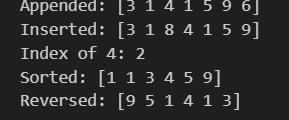 Appended: [3 1 4 1 5 9 6]
Inserted: [3 1 8 4 1 5 9]
Index of 4: 2
Sorted: [1 1 3 4 5 9]
Reversed: [9 5 1 4 1 3]